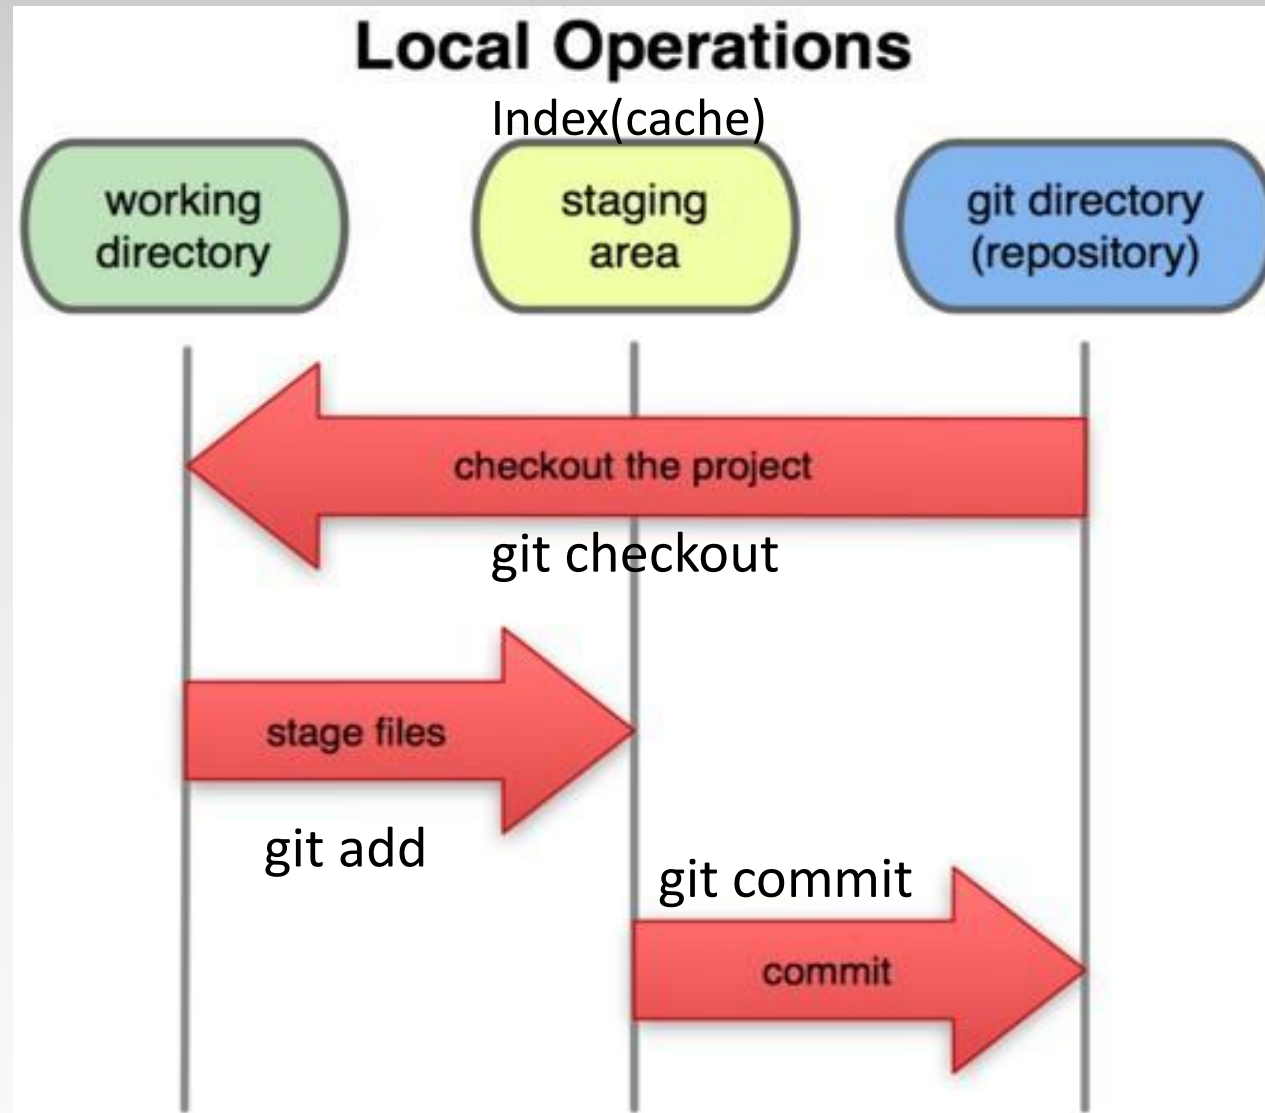 Local Operations
Index(cache)
working
directory
staging
area
git directory
(repository)
checkout the project
git checkout
stage files
git add
git commit
commit